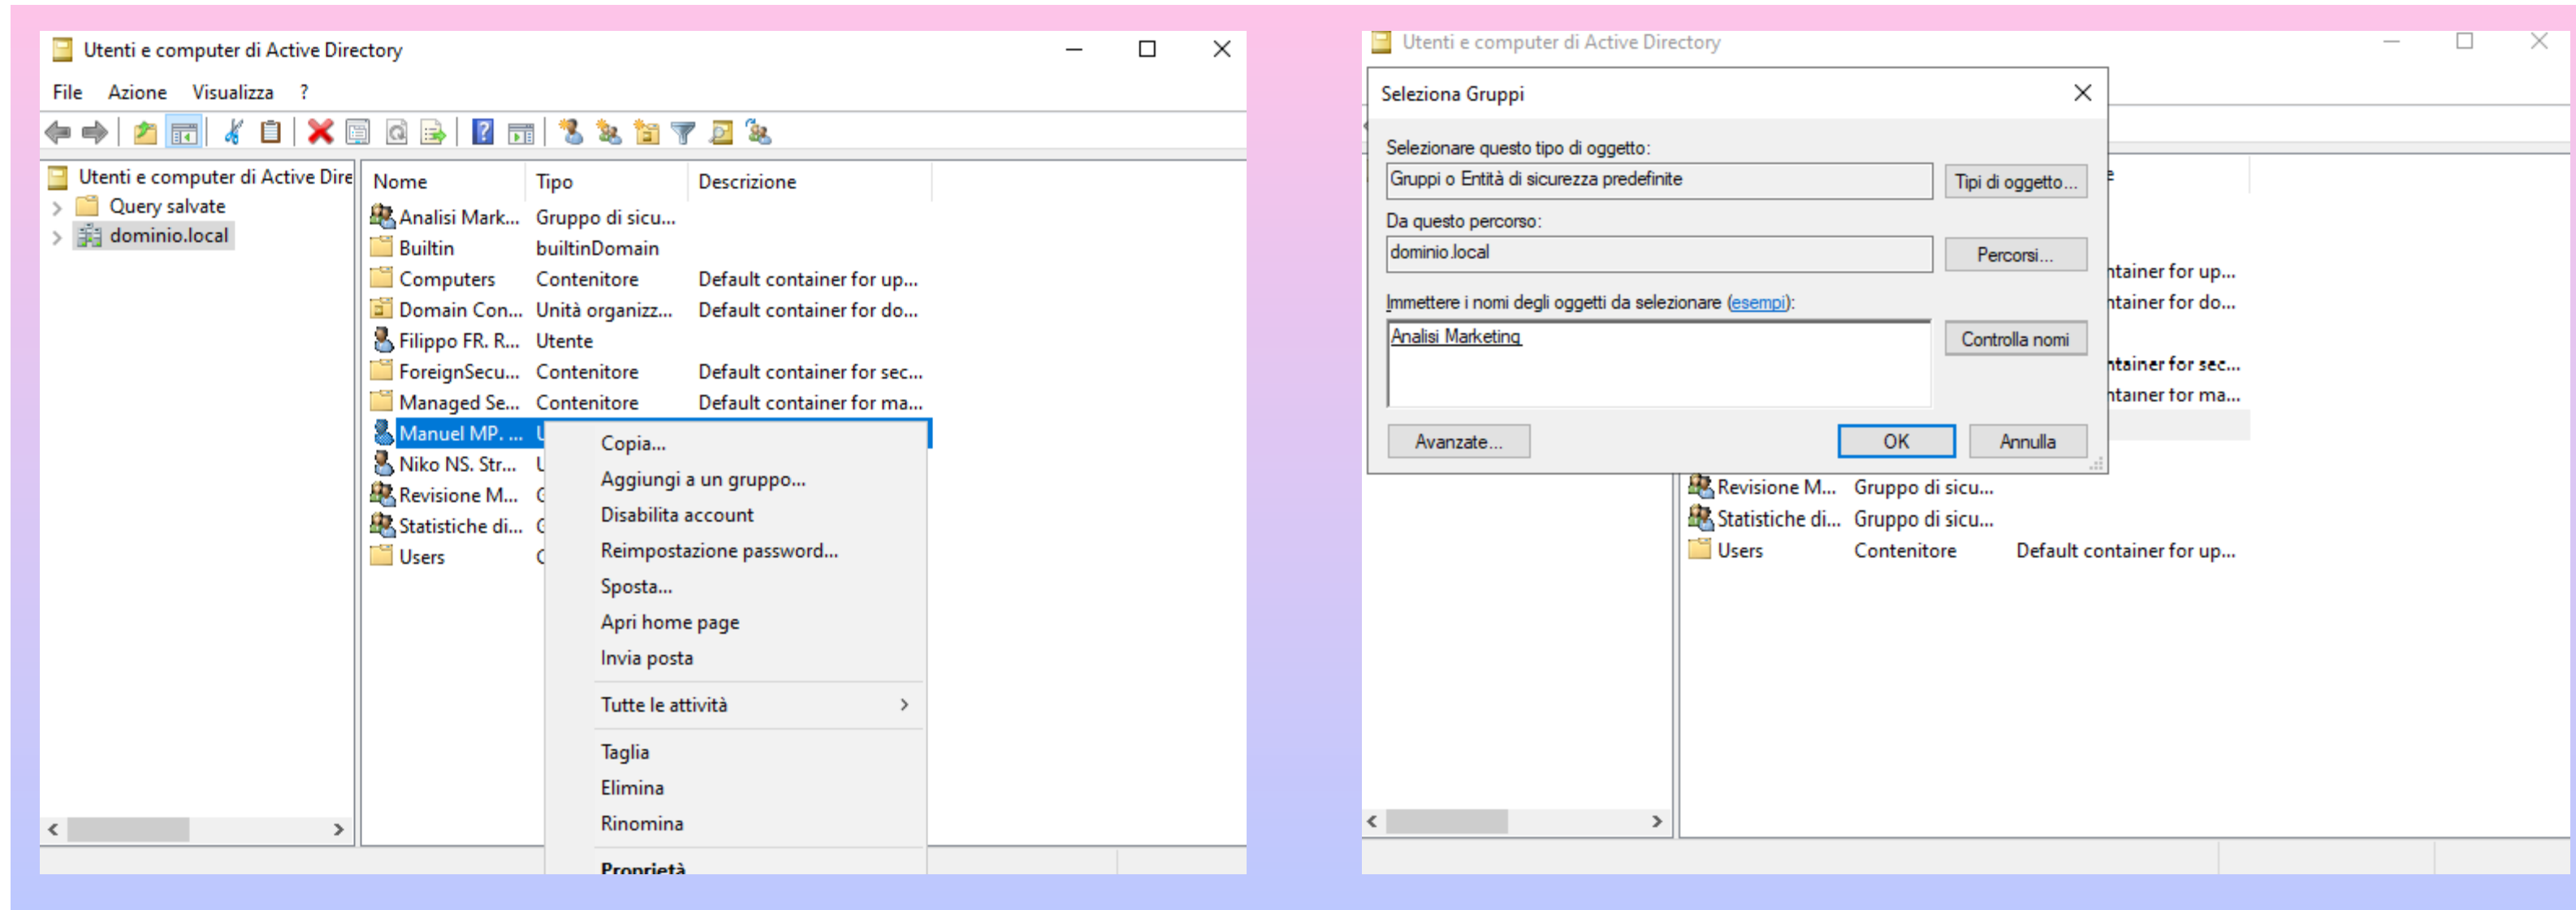 Utenti e computer di Active Directory
File Azione Visualizza ?
Utenti e computer di Active Dire
Query salvate
dominio.local
Nome Tipo Descrizione
Analisi Mark... Gruppo di sicu...
Builtin builtinDomain
Computers Contenitore Default container for up...
Domain Con... Unità organizz... Default container for do...
Filippo FR. R... Utente
ForeignSecu... Contenitore Default container for sec...
Managed Se... Contenitore Default container for ma...
Manuel MP. ...
Niko NS. Str...
Revisione M...
Statistiche di...
Users
Copia...
Aggiungi a un gruppo...
Disabilita account
Reimpostazione password...
Sposta...
Apri home page
Invia posta
Tutte le attività
Taglia
Elimina
Rinomina
Proprietà
Utenti e computer di Active Directory
Seleziona Gruppi
Selezionare questo tipo di oggetto:
Gruppi o Entità di sicurezza predefinite Tipi di oggetto...
Da questo percorso:
dominio.local Percorsi...
Immettere i nomi degli oggetti da selezionare (esempi):
Analisi Marketing Controlla nomi
Avanzate... OK Annulla
ntainer for up...
ntainer for do...
ntainer for sec...
ntainer for ma...
Revisione M... Gruppo di sicu...
Statistiche di... Gruppo di sicu...
Users Contenitore Default container for up...